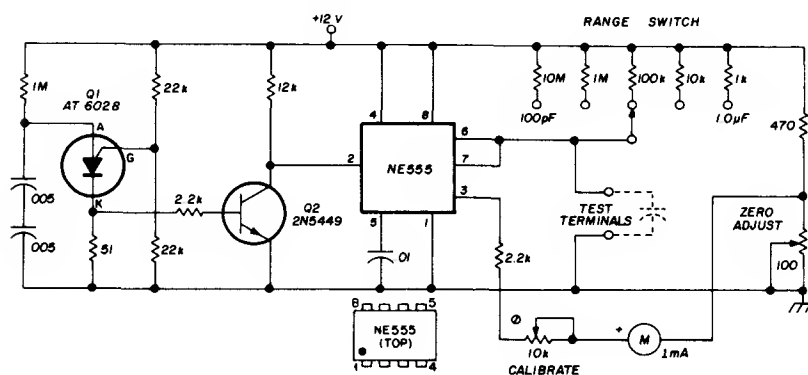 +12 V
RANGE SWITCH
1M
Q1
AT 6028
A
G
K
22k
12k
4
8
6
7
2
NE555
3
5
1
10M
1M
100k
10k
1k
100pF
1.0μF
470
.005
.005
51
2.2k
22k
Q2
2N5449
.01
2.2k
TEST
TERMINALS
ZERO
ADJUST
100
8
5
NE555
(TOP)
1
4
10k
CALIBRATE
+
M
1mA